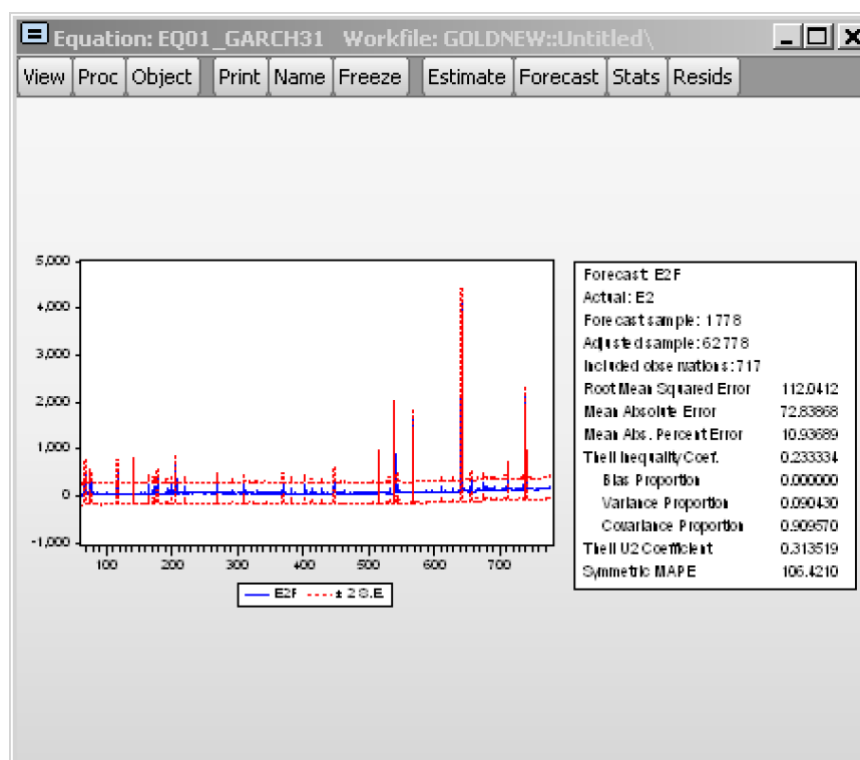 Equation: EQ01_GARCH31 Workfile: GOLDNEW::Untitled\
View Proc Object Print Name Freeze Estimate Forecast Stats Resids
5,000
4,000
3,000
2,000
1,000
0
-1,000
100 200 300 400 500 600 700
E2F ± 2 S.E.
Forecast: E2F
Actual: E2
Forecast sample: 1 778
Adjusted sample: 62 778
Included observations: 717
Root Mean Squared Error 112.0412
Mean Absolute Error 72.83868
Mean Abs. Percent Error 10.93689
Theil Inequality Coef. 0.233334
Bias Proportion 0.000000
Variance Proportion 0.090430
Covariance Proportion 0.909570
Theil U2 Coefficient 0.313519
Symmetric MAPE 106.4210